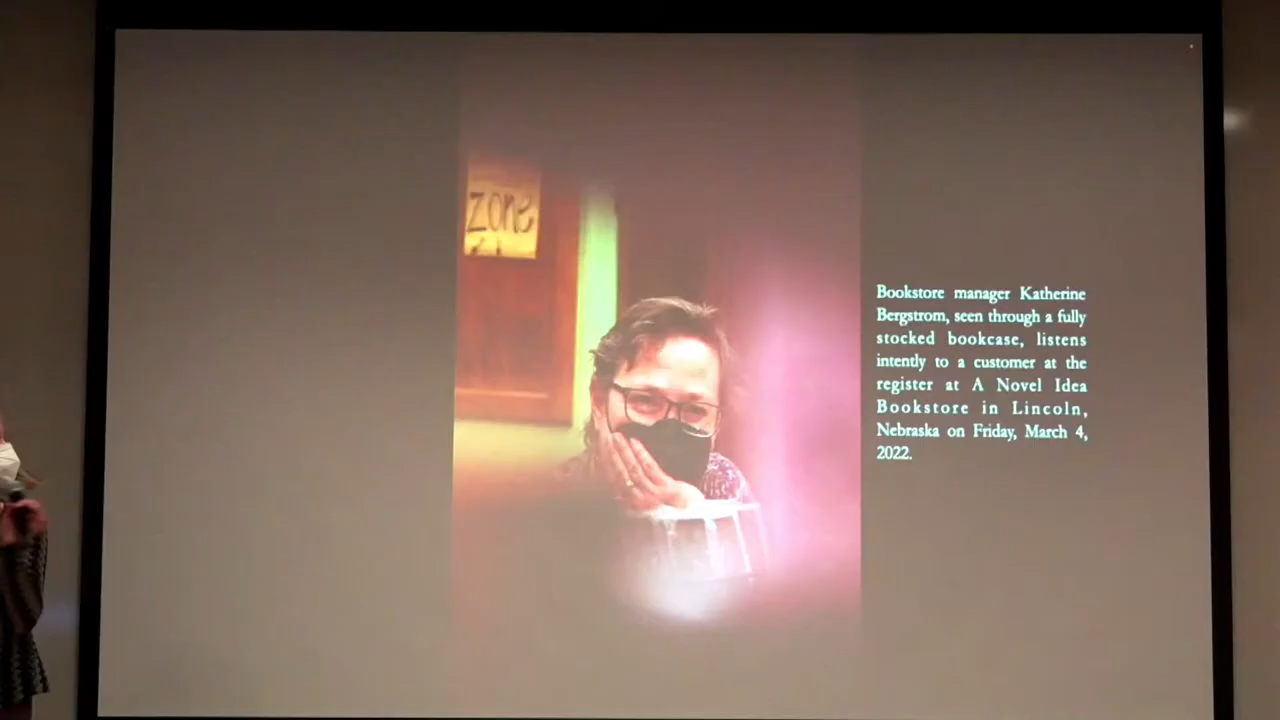 zone
Bookstore manager Katherine
Bergstrom, seen through a fully
stocked bookcase, listens
intently to a customer at the
register at A Novel Idea
Bookstore in Lincoln,
Nebraska on Friday, March 4,
2022.